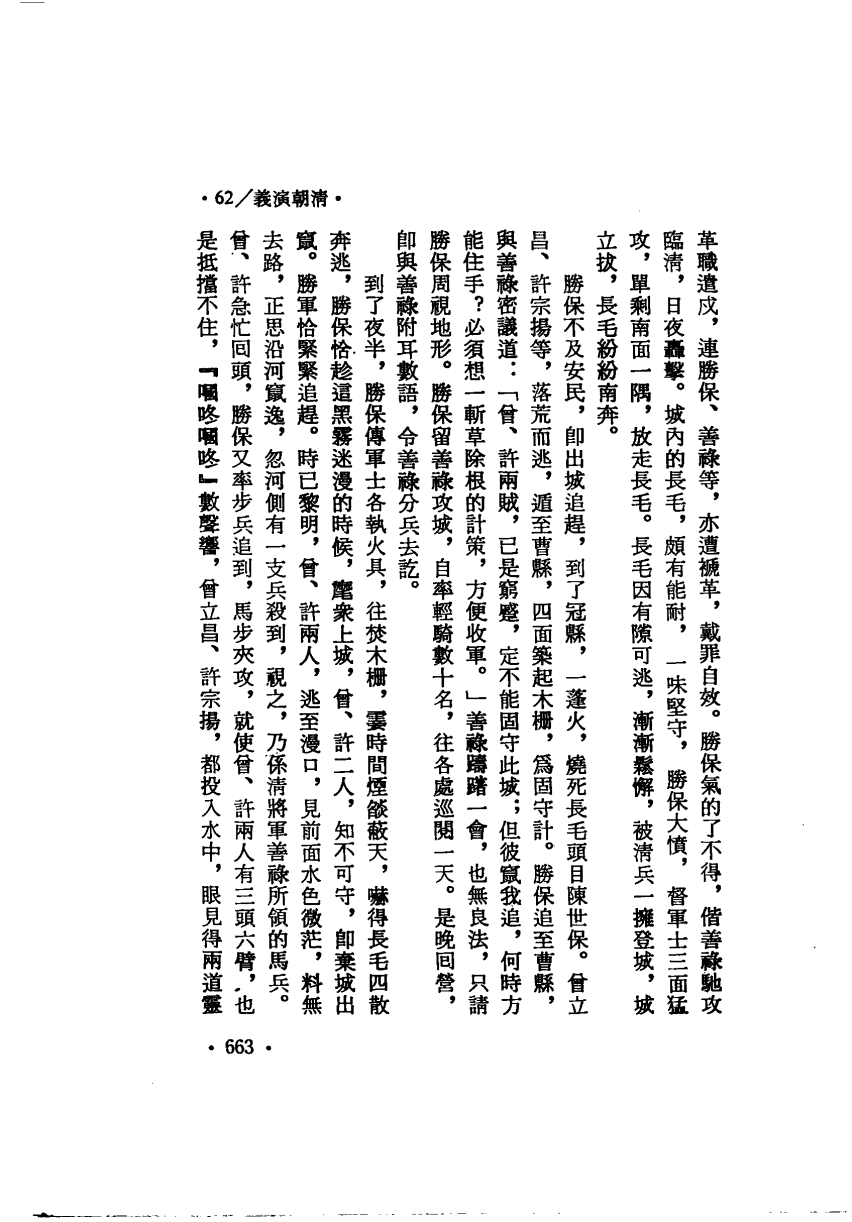 ·62/義演朝清·
革職遣戍，連勝保、善祿等，亦遭褫革，戴罪自效。勝保氣的了不得，偕善祿馳攻
臨清，日夜轟擊。城內的長毛，頗有能耐，一味堅守，勝保大憤，督軍士三面猛
攻，單剩南面一隅，放走長毛。長毛因有隙可逃，漸漸鬆懈，被清兵一擁登城，城
立拔，長毛紛紛南奔。
勝保不及安民，卽出城追趕，到了冠縣，一蓬火，燒死長毛頭目陳世保。曾立
昌、許宗揚等，落荒而逃，遁至曹縣，四面築起木柵，爲固守計。勝保追至曹縣，
與善祿密議道：「曾、許兩賊，已是窮蹙，定不能固守此城；但彼竄我追，何時方
能住手？必須想一斬草除根的計策，方便收軍。」善祿躊躇一會，也無良法，只請
勝保周視地形。勝保留善祿攻城，自率輕騎數十名，往各處巡閱一天。是晚回營，
卽與善祿附耳數語，令善祿分兵去訖。
到了夜半，勝保傳軍士各執火具，往焚木柵，霎時間煙燄蔽天，嚇得長毛四散
奔逃，勝保恰趁這黑霧迷漫的時候，麾衆上城，曾、許二人，知不可守，卽棄城出
竄。勝軍恰緊緊追趕。時已黎明，曾、許兩人，逃至漫口，見前面水色微茫，料無
去路，正思沿河竄逸，忽河側有一支兵殺到，視之，乃係清將軍善祿所領的馬兵。
曾、許急忙回頭，勝保又率步兵追到，馬步夾攻，就使曾、許兩人有三頭六臂，也
是抵擋不住，『嘓咚嘓咚』數聲響，曾立昌、許宗揚，都投入水中，眼見得兩道靈
·663·